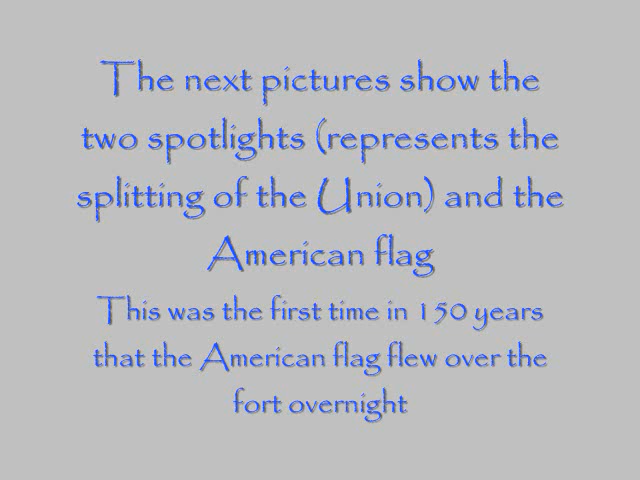 The next pictures show the
two spotlights (represents the
splitting of the Union) and the
American flag
This was the first time in 150 years
that the American flag flew over the
fort overnight